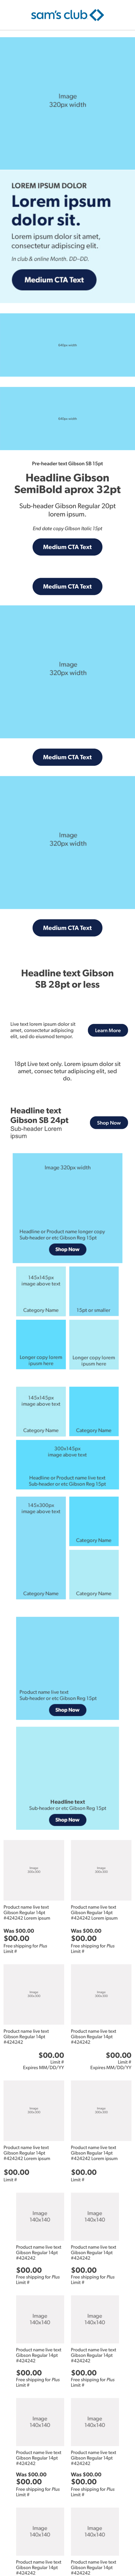 sam's club
Image
320px width
LOREM IPSUM DOLOR
Lorem ipsum
dolor sit.
Lorem ipsum dolor sit amet,
consectetur adipiscing elit.
In club & online Month. DD–DD.
Medium CTA Text
320px width
320px width
Pre-header text Gibson SB 15pt
Headline Gibson
SemiBold aprox 32pt
Sub-header Gibson Regular 20pt
lorem ipsum.
End date copy Gibson Italic 15pt
Medium CTA Text
Medium CTA Text
Image
320px width
Medium CTA Text
Image
320px width
Medium CTA Text
Headline text Gibson
SB 28pt or less
Live text lorem ipsum dolor sit
amet, consectetur adipiscing
elit, sed do eiusmod tempor.
Learn More
18pt Live text only. Lorem ipsum dolor sit
amet, consec tetur adipiscing elit, sed
do.
Headline text
Gibson SB 24pt
Sub-header Lorem
ipsum
Shop Now
Image 320px width
Headline or Product name longer copy
Sub-header or etc Gibson Reg 15pt
Shop Now
145x145px
image above text
Category Name
15pt or smaller
Longer copy lorem
ipsum here
Longer copy lorem
ipsum here
145x145px
image above text
Category Name
Category Name
300x145px
image above text
Headline or Product name live text
Sub-header or etc Gibson Reg 15pt
145x300px
image above text
Category Name
Category Name
Category Name
Product name live text
Sub-header or etc Gibson Reg 15pt
Shop Now
Headline text
Sub-header or etc Gibson Reg 15pt
Shop Now
Image
200x200
Image
200x200
Product name live text
Gibson Regular 14pt
#424242 Lorem ipsum
Was $00.00
$00.00
Free shipping for Plus
Limit #
Product name live text
Gibson Regular 14pt
#424242 Lorem ipsum
Was $00.00
$00.00
Free shipping for Plus
Limit #
Image
200x200
Image
200x200
Product name live text
Gibson Regular 14pt
#424242
$00.00
Limit #
Expires MM/DD/YY
Product name live text
Gibson Regular 14pt
#424242
$00.00
Limit #
Expires MM/DD/YY
Image
200x200
Image
200x200
Product name live text
Gibson Regular 14pt
#424242 Lorem ipsum
$00.00
Limit #
Product name live text
Gibson Regular 14pt
#424242 Lorem ipsum
$00.00
Limit #
Image
140x140
Image
140x140
Product name live text
Gibson Regular 14pt
#424242
$00.00
Free shipping for Plus
Limit #
Product name live text
Gibson Regular 14pt
#424242
$00.00
Free shipping for Plus
Limit #
Image
140x140
Image
140x140
Product name live text
Gibson Regular 14pt
#424242
$00.00
Free shipping for Plus
Limit #
Product name live text
Gibson Regular 14pt
#424242
$00.00
Free shipping for Plus
Limit #
Image
140x140
Image
140x140
Product name live text
Gibson Regular 14pt
#424242
Was $00.00
$00.00
Free shipping for Plus
Limit #
Product name live text
Gibson Regular 14pt
#424242
Was $00.00
$00.00
Free shipping for Plus
Limit #
Image
140x140
Image
140x140
Product name live text
Gibson Regular 14pt
#424242
Product name live text
Gibson Regular 14pt
#424242